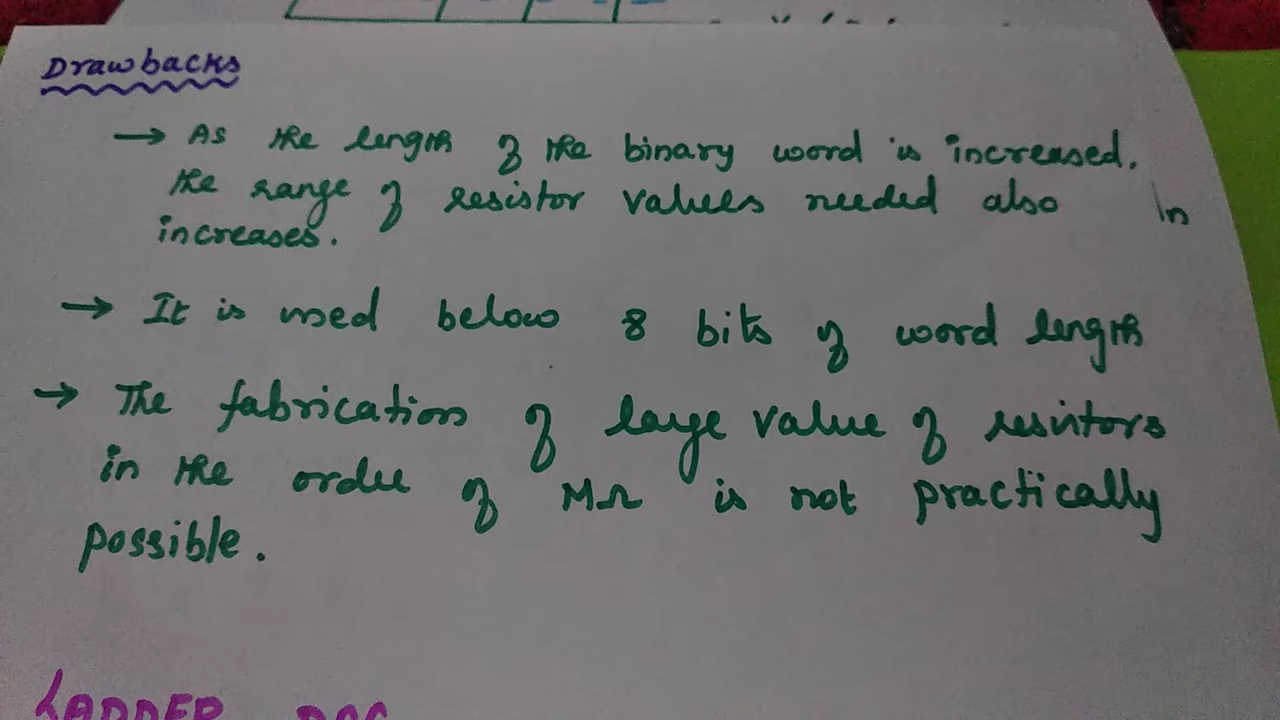 Drawbacks
→ As the length of the binary word is increased.
the range of resistor values needed also In
increases.
→ It is used below 8 bits of word length
→ The fabrication of large value of resistors
in the order of MΩ is not practically
possible.
LADDER DAC